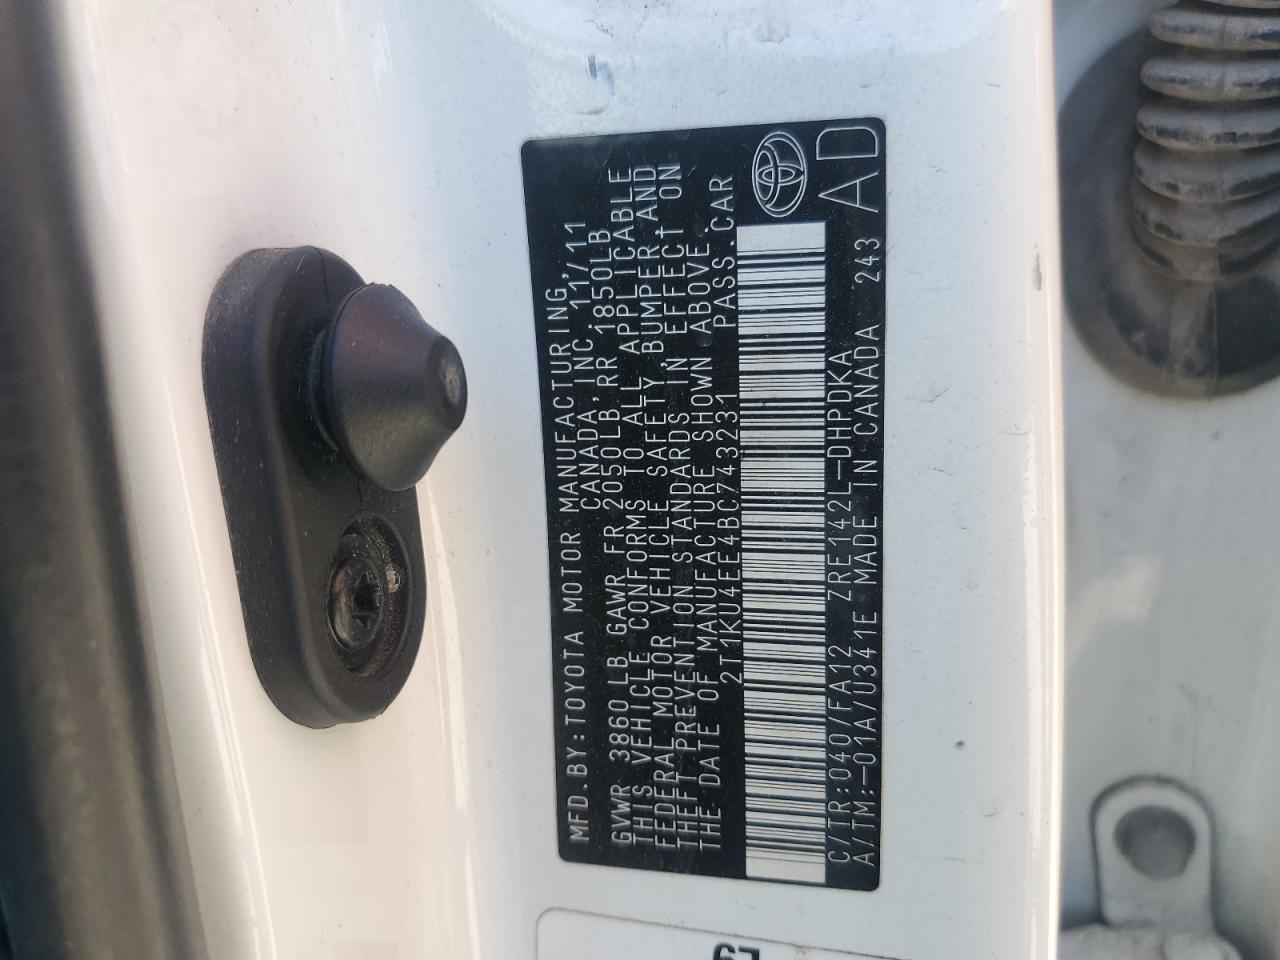 MFD.BY:TOYOTA MOTOR MANUFACTURING,
CANADA, INC. 11/11
GVWR 3860LB GAWR FR 2050LB,RR 1850LB
THIS VEHICLE CONFORMS TO ALL APPLICABLE
FEDERAL MOTOR VEHICLE SAFETY,BUMPER AND
THEFT PREVENTION STANDARDS IN EFFECT ON
THE DATE OF MANUFACTURE SHOWN ABOVE.
2T1KU4EE4BC743231 PASS.CAR
C/TR:040/FA12 ZRE142L-DHPDKA
A/TM:-01A/U341E MADE IN CANADA 243
AD